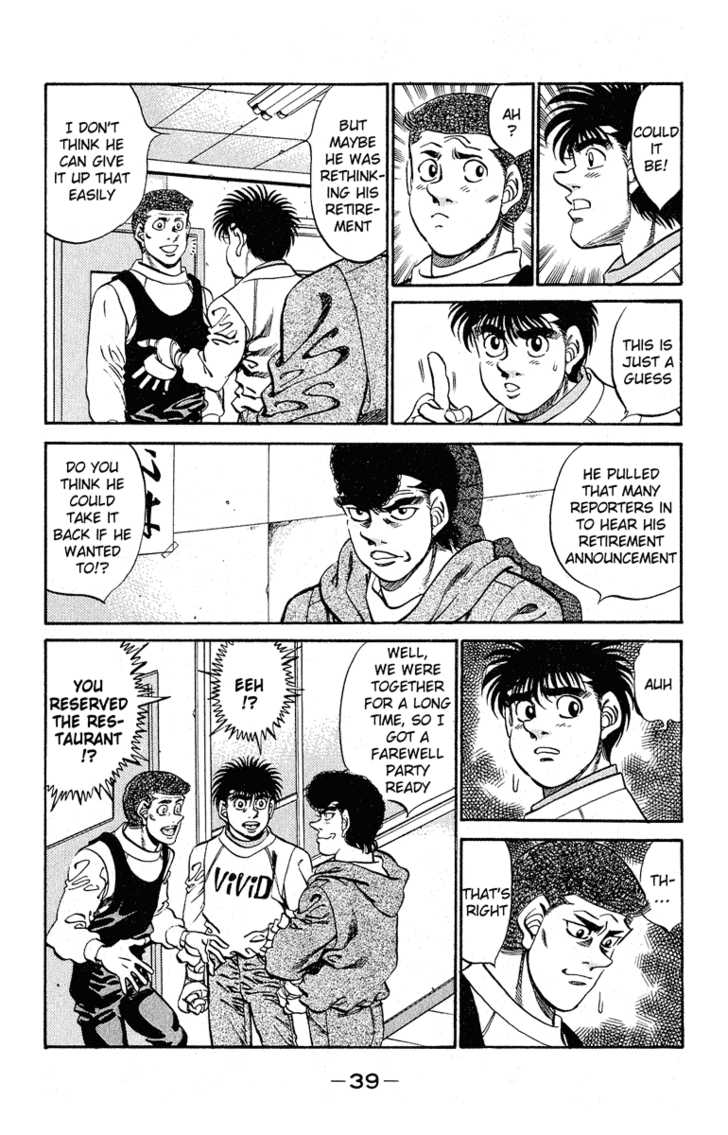 COULD
IT
BE!
AH
?
THIS IS
JUST A
GUESS
BUT
MAYBE
HE WAS
RETHINK-
ING HIS
RETIRE-
MENT
I DON'T
THINK HE
CAN GIVE
IT UP THAT
EASILY
HE PULLED
THAT MANY
REPORTERS IN
TO HEAR HIS
RETIREMENT
ANNOUNCEMENT
DO YOU
THINK HE
COULD
TAKE IT
BACK IF HE
WANTED
TO!?
AUH
TH-
...
THAT'S
RIGHT
WELL,
WE WERE
TOGETHER
FOR A LONG
TIME, SO I
GOT A
FAREWELL
PARTY
READY
EEH
!?
YOU
RESERVED
THE RES-
TAURANT
!?
ViViD
—39—